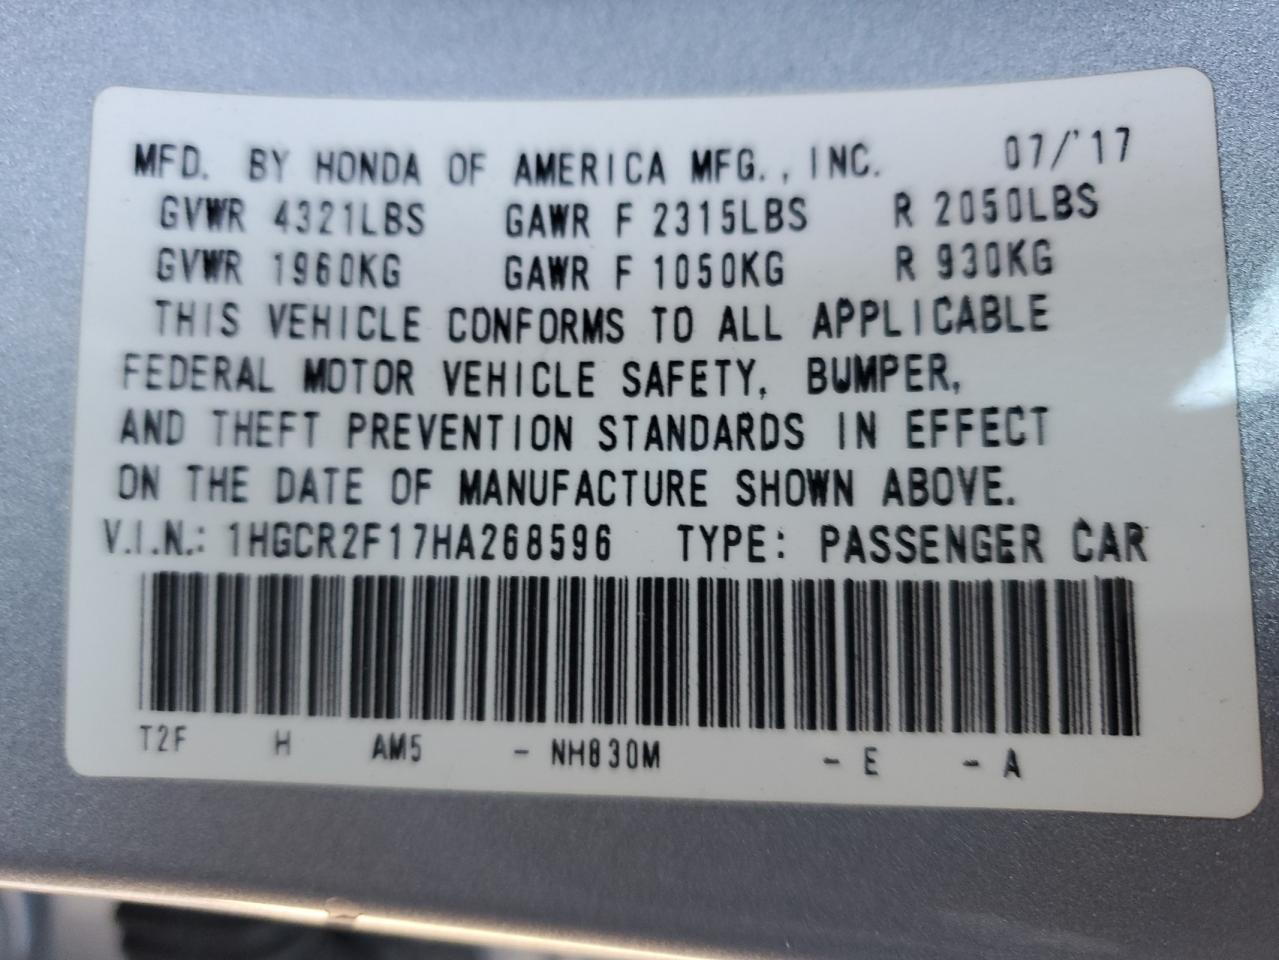 MFD. BY HONDA OF AMERICA MFG., INC. 07/'17
GVWR 4321LBS GAWR F 2315LBS R 2050LBS
GVWR 1960KG GAWR F 1050KG R 930KG
THIS VEHICLE CONFORMS TO ALL APPLICABLE
FEDERAL MOTOR VEHICLE SAFETY, BUMPER,
AND THEFT PREVENTION STANDARDS IN EFFECT
ON THE DATE OF MANUFACTURE SHOWN ABOVE.
V.I.N.: 1HGCR2F17HA268596 TYPE: PASSENGER CAR
T2F H AM5 - NH830M - E - A